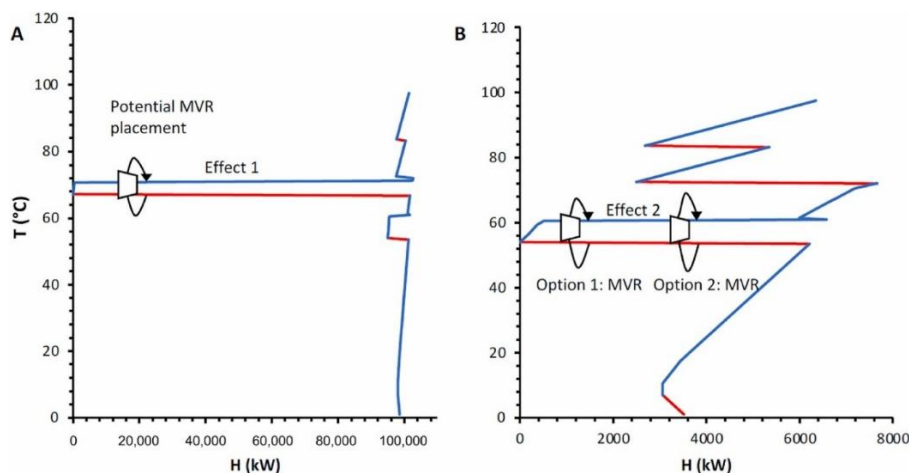 A
120
100
80
60
40
20
0
T (°C)
Potential MVR
placement
Effect 1
0
20,000
40,000
60,000
80,000
100,000
H (kW)
B
120
100
80
60
40
20
0
Effect 2
Option 1: MVR
Option 2: MVR
0
2000
4000
6000
8000
H (kW)